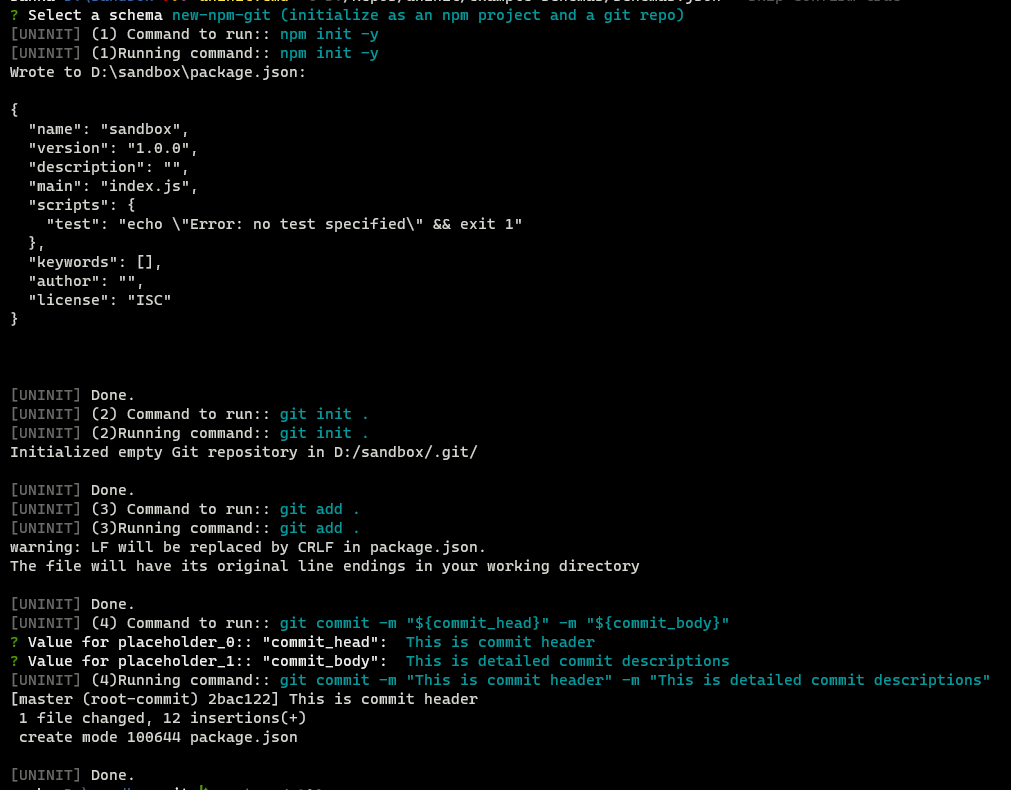 ? Select a schema new-npm-git (initialize as an npm project and a git repo)
[UNINIT] (1) Command to run:: npm init -y
[UNINIT] (1)Running command:: npm init -y
Wrote to D:\sandbox\package.json:
{
  "name": "sandbox",
  "version": "1.0.0",
  "description": "",
  "main": "index.js",
  "scripts": {
    "test": "echo \"Error: no test specified\" && exit 1"
  },
  "keywords": [],
  "author": "",
  "license": "ISC"
}
[UNINIT] Done.
[UNINIT] (2) Command to run:: git init .
[UNINIT] (2)Running command:: git init .
Initialized empty Git repository in D:/sandbox/.git/
[UNINIT] Done.
[UNINIT] (3) Command to run:: git add .
[UNINIT] (3)Running command:: git add .
warning: LF will be replaced by CRLF in package.json.
The file will have its original line endings in your working directory
[UNINIT] Done.
[UNINIT] (4) Command to run:: git commit -m "${commit_head}" -m "${commit_body}"
? Value for placeholder_0:: "commit_head":  This is commit header
? Value for placeholder_1:: "commit_body":  This is detailed commit descriptions
[UNINIT] (4)Running command:: git commit -m "This is commit header" -m "This is detailed commit descriptions"
[master (root-commit) 2bac122] This is commit header
 1 file changed, 12 insertions(+)
 create mode 100644 package.json
[UNINIT] Done.